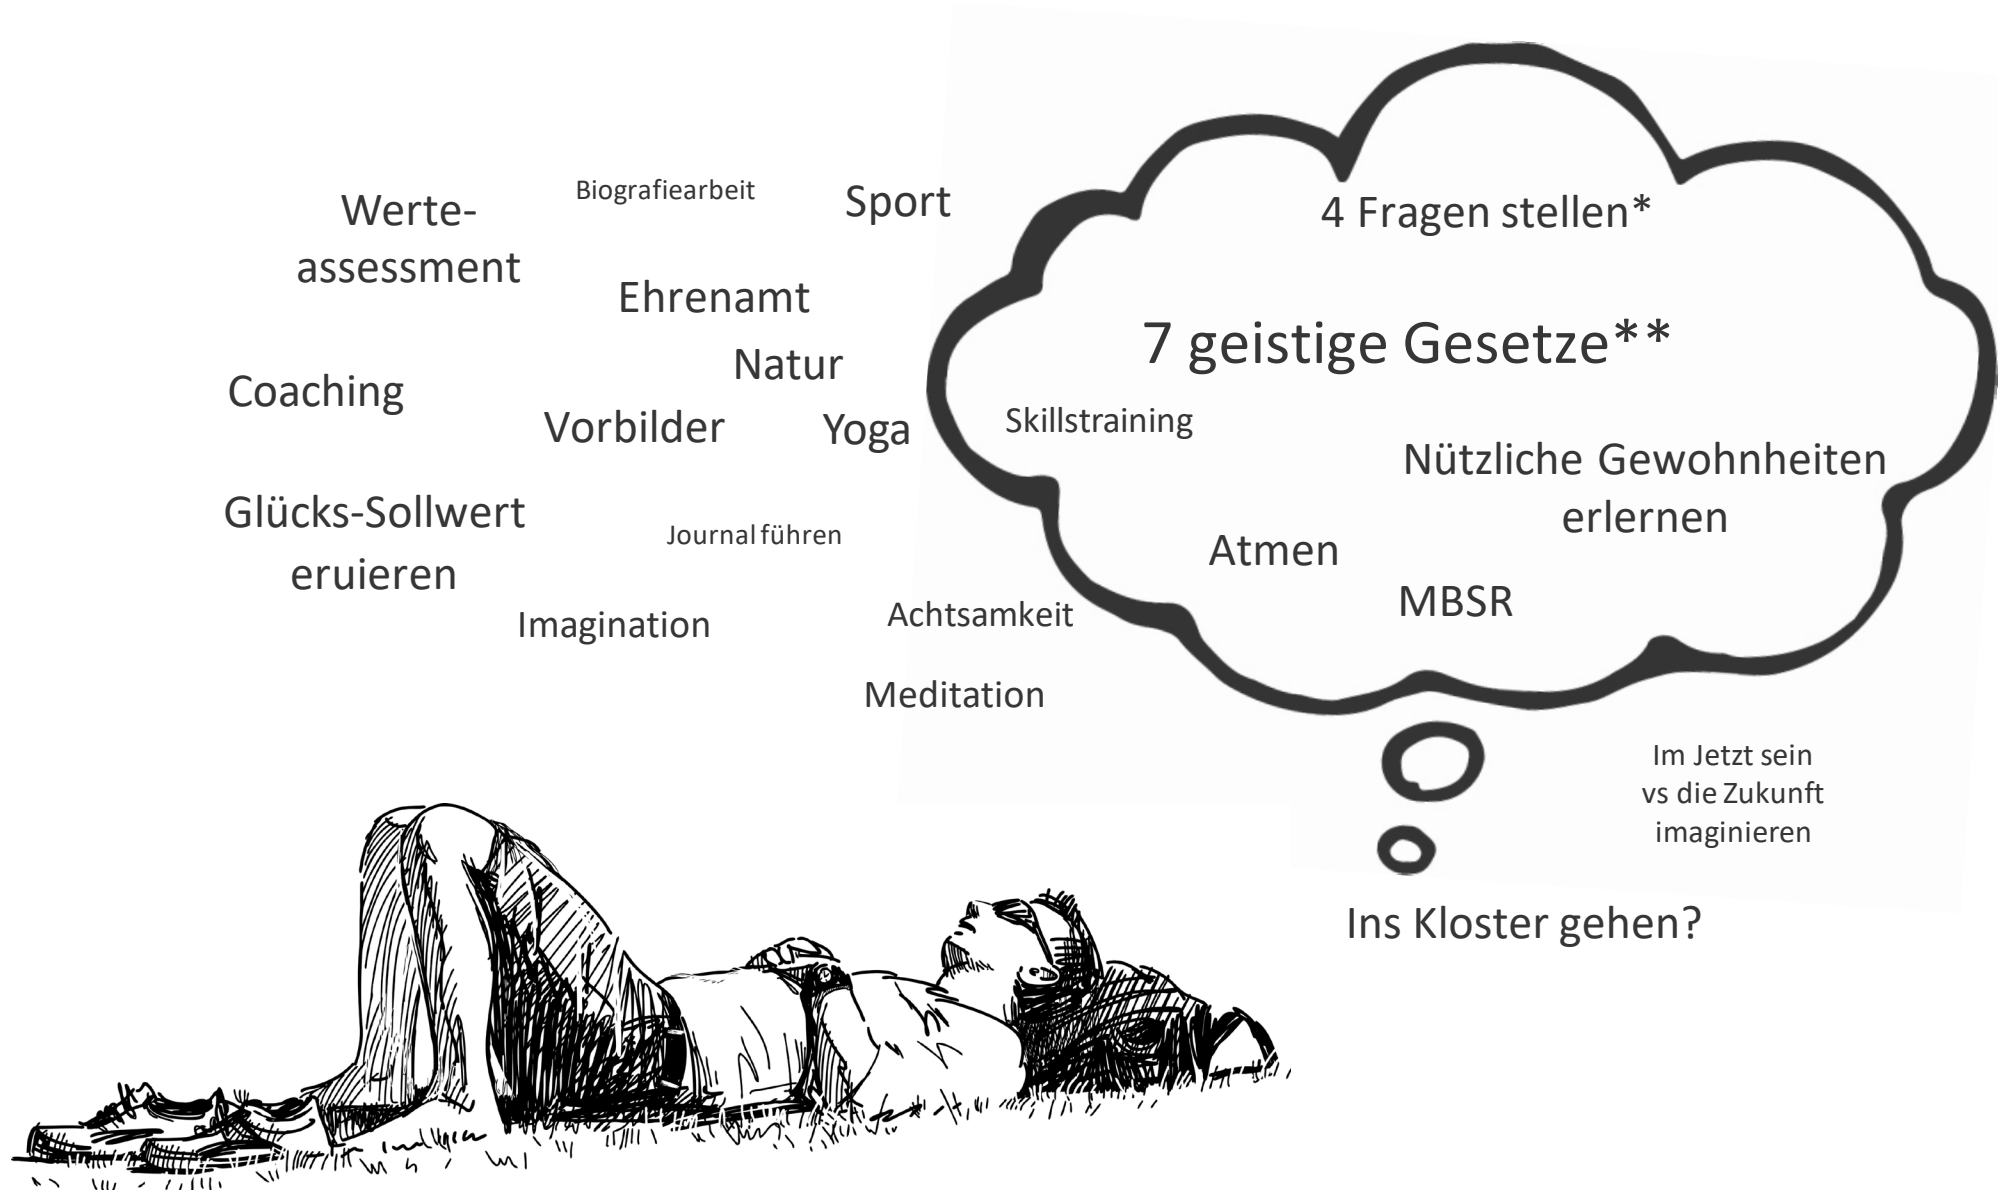 Werte-
assessment
Biografiearbeit
Sport
Ehrenamt
Natur
Coaching
Vorbilder
Yoga
Glücks-Sollwert
eruieren
Journal führen
Imagination
Achtsamkeit
Meditation
4 Fragen stellen*
7 geistige Gesetze**
Skillstraining
Nützliche Gewohnheiten
erlernen
Atmen
MBSR
Im Jetzt sein
vs die Zukunft
imaginieren
Ins Kloster gehen?